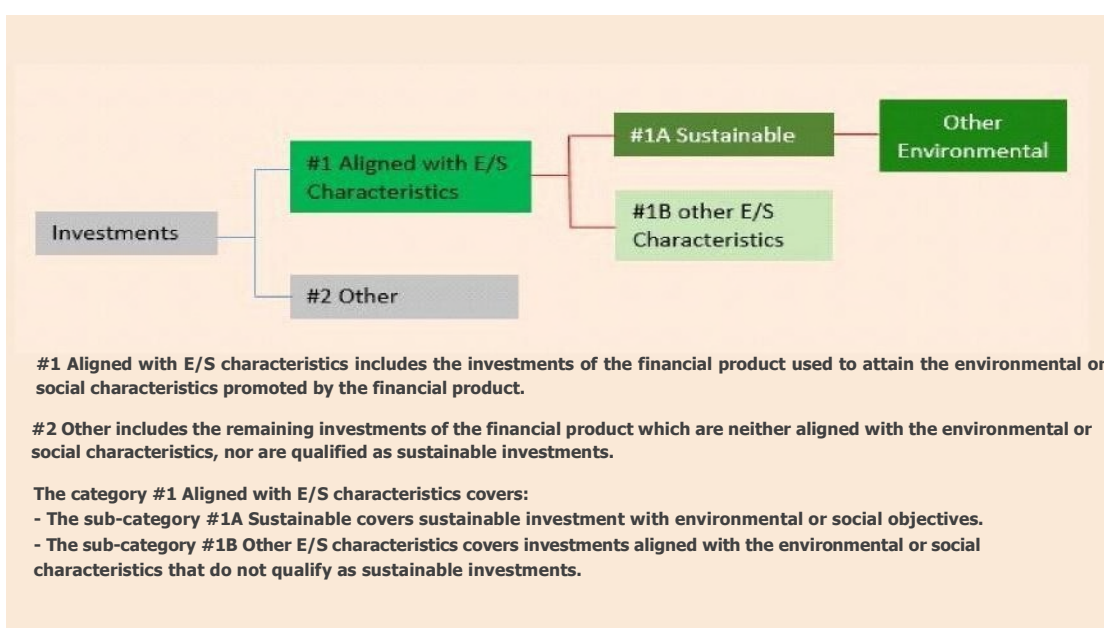 Other
Environmental
#1A Sustainable
#1 Aligned with E/S
Characteristics
#1B other E/S
Characteristics
Investments
#2 Other
#1 Aligned with E/S characteristics includes the investments of the financial product used to attain the environmental or
social characteristics promoted by the financial product.
#2 Other includes the remaining investments of the financial product which are neither aligned with the environmental or
social characteristics, nor are qualified as sustainable investments.
The category #1 Aligned with E/S characteristics covers:
- The sub-category #1A Sustainable covers sustainable investment with environmental or social objectives.
- The sub-category #1B Other E/S characteristics covers investments aligned with the environmental or social
characteristics that do not qualify as sustainable investments.